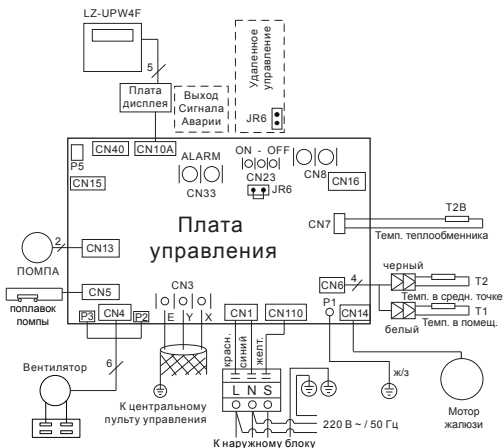 LZ-UPW4F
5
Плата
дисплея
Выход
Сигнала
Аварии
Удаленное
управление
JR6
P5
CN40
CN10A
ALARM
CN33
ON - OFF
CN23
JR6
CN8
CN16
CN15
CN7
T2B
Темп. теплообменника
Плата
управления
2
CN13
ПОМПА
CN5
поплавок
помпы
P3
CN4
P2
CN3
E
Y
X
CN1
CN110
CN6
4
P1
CN14
черный
T2
Темп. в средн. точке
T1
белый
Темп. в помещ.
6
Вентилятор
К центральному
пульту управления
красн.
синий
желт.
L N S
ж/з
220 В ~ / 50 Гц
К наружному блоку
Мотор
жалюзи